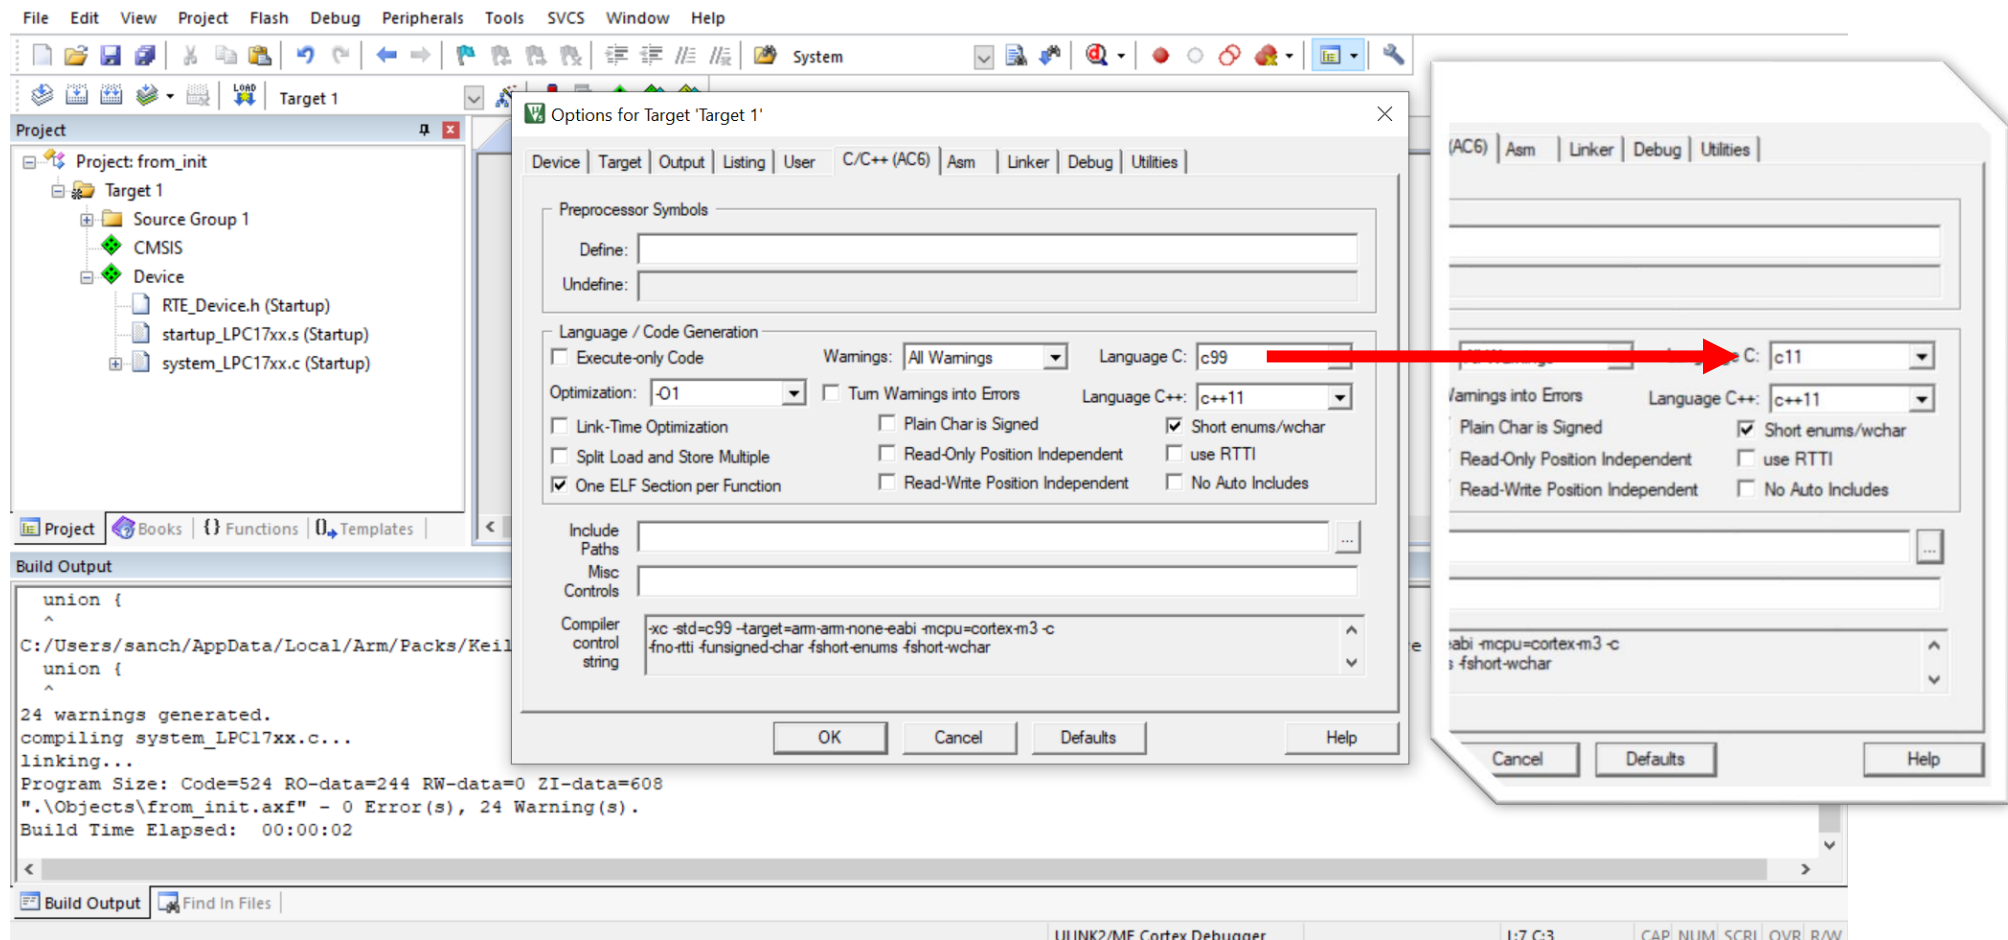 File Edit View Project Flash Debug Peripherals Tools SVCS Window Help
System
LOAD Target 1
Project
Project: from_init
Target 1
Source Group 1
CMSIS
Device
RTE_Device.h (Startup)
startup_LPC17xx.s (Startup)
system_LPC17xx.c (Startup)
Project Books {} Functions Templates
Options for Target 'Target 1'
Device Target Output Listing User C/C++ (AC6) Asm Linker Debug Utilities
Preprocessor Symbols
Define:
Undefine:
Language / Code Generation
Execute-only Code Warnings: All Warnings Language C: c99
Optimization: -O1 Turn Warnings into Errors Language C++: c++11
Link-Time Optimization Plain Char is Signed Short enums/wchar
Split Load and Store Multiple Read-Only Position Independent use RTTI
One ELF Section per Function Read-Write Position Independent No Auto Includes
Include
Paths ...
Misc
Controls
Compiler
control
string
-xc -std=c99 --target=arm-arm-none-eabi -mcpu=cortex-m3 -c
-fno-rtti -funsigned-char -fshort-enums -fshort-wchar
OK Cancel Defaults Help
(AC6) Asm Linker Debug Utilities
C: c11
Warnings into Errors Language C++: c++11
Plain Char is Signed Short enums/wchar
Read-Only Position Independent use RTTI
Read-Write Position Independent No Auto Includes
...
eabi -mcpu=cortex-m3 -c
s -fshort-wchar
Cancel Defaults Help
Build Output
union {
^
C:/Users/sanch/AppData/Local/Arm/Packs/Keil
union {
^
24 warnings generated.
compiling system_LPC17xx.c...
linking...
Program Size: Code=524 RO-data=244 RW-data=0 ZI-data=608
".\Objects\from_init.axf" - 0 Error(s), 24 Warning(s).
Build Time Elapsed: 00:00:02
Build Output Find In Files
ULINK2/ME Cortex Debugger L:7 C:3 CAP NUM SCRL OVR R/W